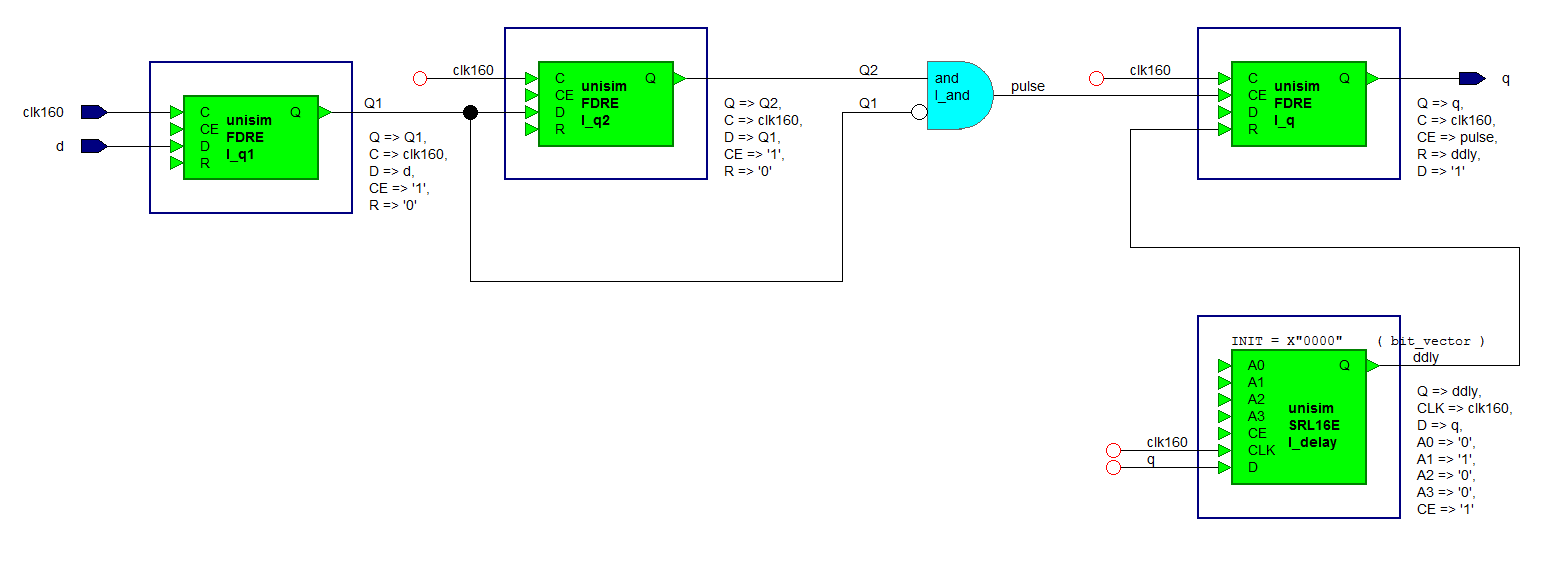 clk160
d
C
CE
D
R
Q
unisim
FDRE
I_q1
Q1
Q => Q1,
C => clk160,
D => d,
CE => '1',
R => '0'
clk160
C
CE
D
R
Q
unisim
FDRE
I_q2
Q => Q2,
C => clk160,
D => Q1,
CE => '1',
R => '0'
Q2
Q1
and
I_and
pulse
clk160
C
CE
D
R
Q
unisim
FDRE
I_q
q
Q => q,
C => clk160,
CE => pulse,
R => ddly,
D => '1'
INIT = X"0000" ( bit_vector )
ddly
A0
A1
A2
A3
CE
CLK
D
Q
unisim
SRL16E
I_delay
clk160
q
Q => ddly,
CLK => clk160,
D => q,
A0 => '0',
A1 => '1',
A2 => '0',
A3 => '0',
CE => '1'